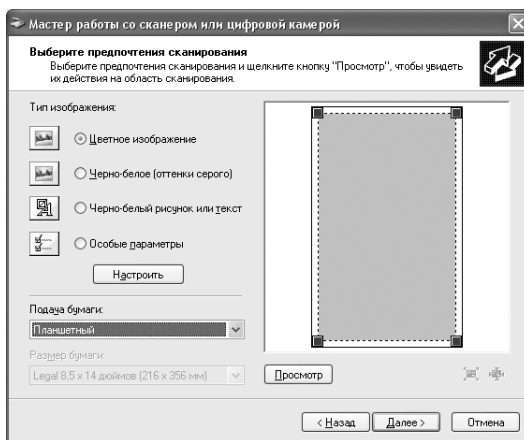 Мастер работы со сканером или цифровой камерой
Выберите предпочтения сканирования
Выберите предпочтения сканирования и щелкните кнопку "Просмотр", чтобы увидеть
их действия на область сканирования.
Тип изображения:
Цветное изображение
Черно-белое (оттенки серого)
Черно-белый рисунок или текст
Особые параметры
Настроить
Подача бумаги:
Планшетный
Размер бумаги:
Legal 8,5 x 14 дюймов (216 x 356 мм)
Просмотр
< Назад
Далее >
Отмена